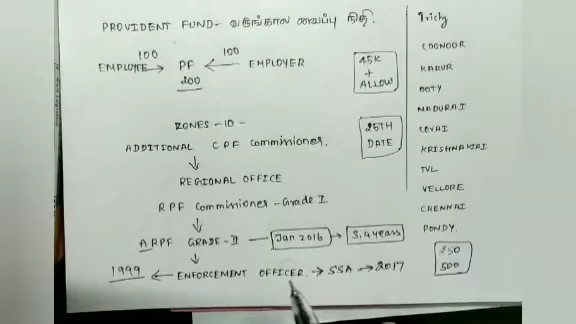 PROVIDENT FUND - வருங்கால வைப்பு நிதி.
100 100
EMPLOYEE → PF ← EMPLOYER
200
45K
+
ALLOW
ZONES - 10 -
ADDITIONAL CPF Commissioner.
25TH
DATE
↓
REGIONAL OFFICE
RPF Commissioner - Grade I
↓
ARPF GRADE - II — Jan 2016 → 3.4 years
↓
1999 ← ENFORCEMENT OFFICER → SSA → 2017
Trichy
COONOOR
KARUR
OOTY
MADURAI
COVAI
KRISHNAKIRI
TVL
VELLORE
CHENNAI
PONDY.
250
500